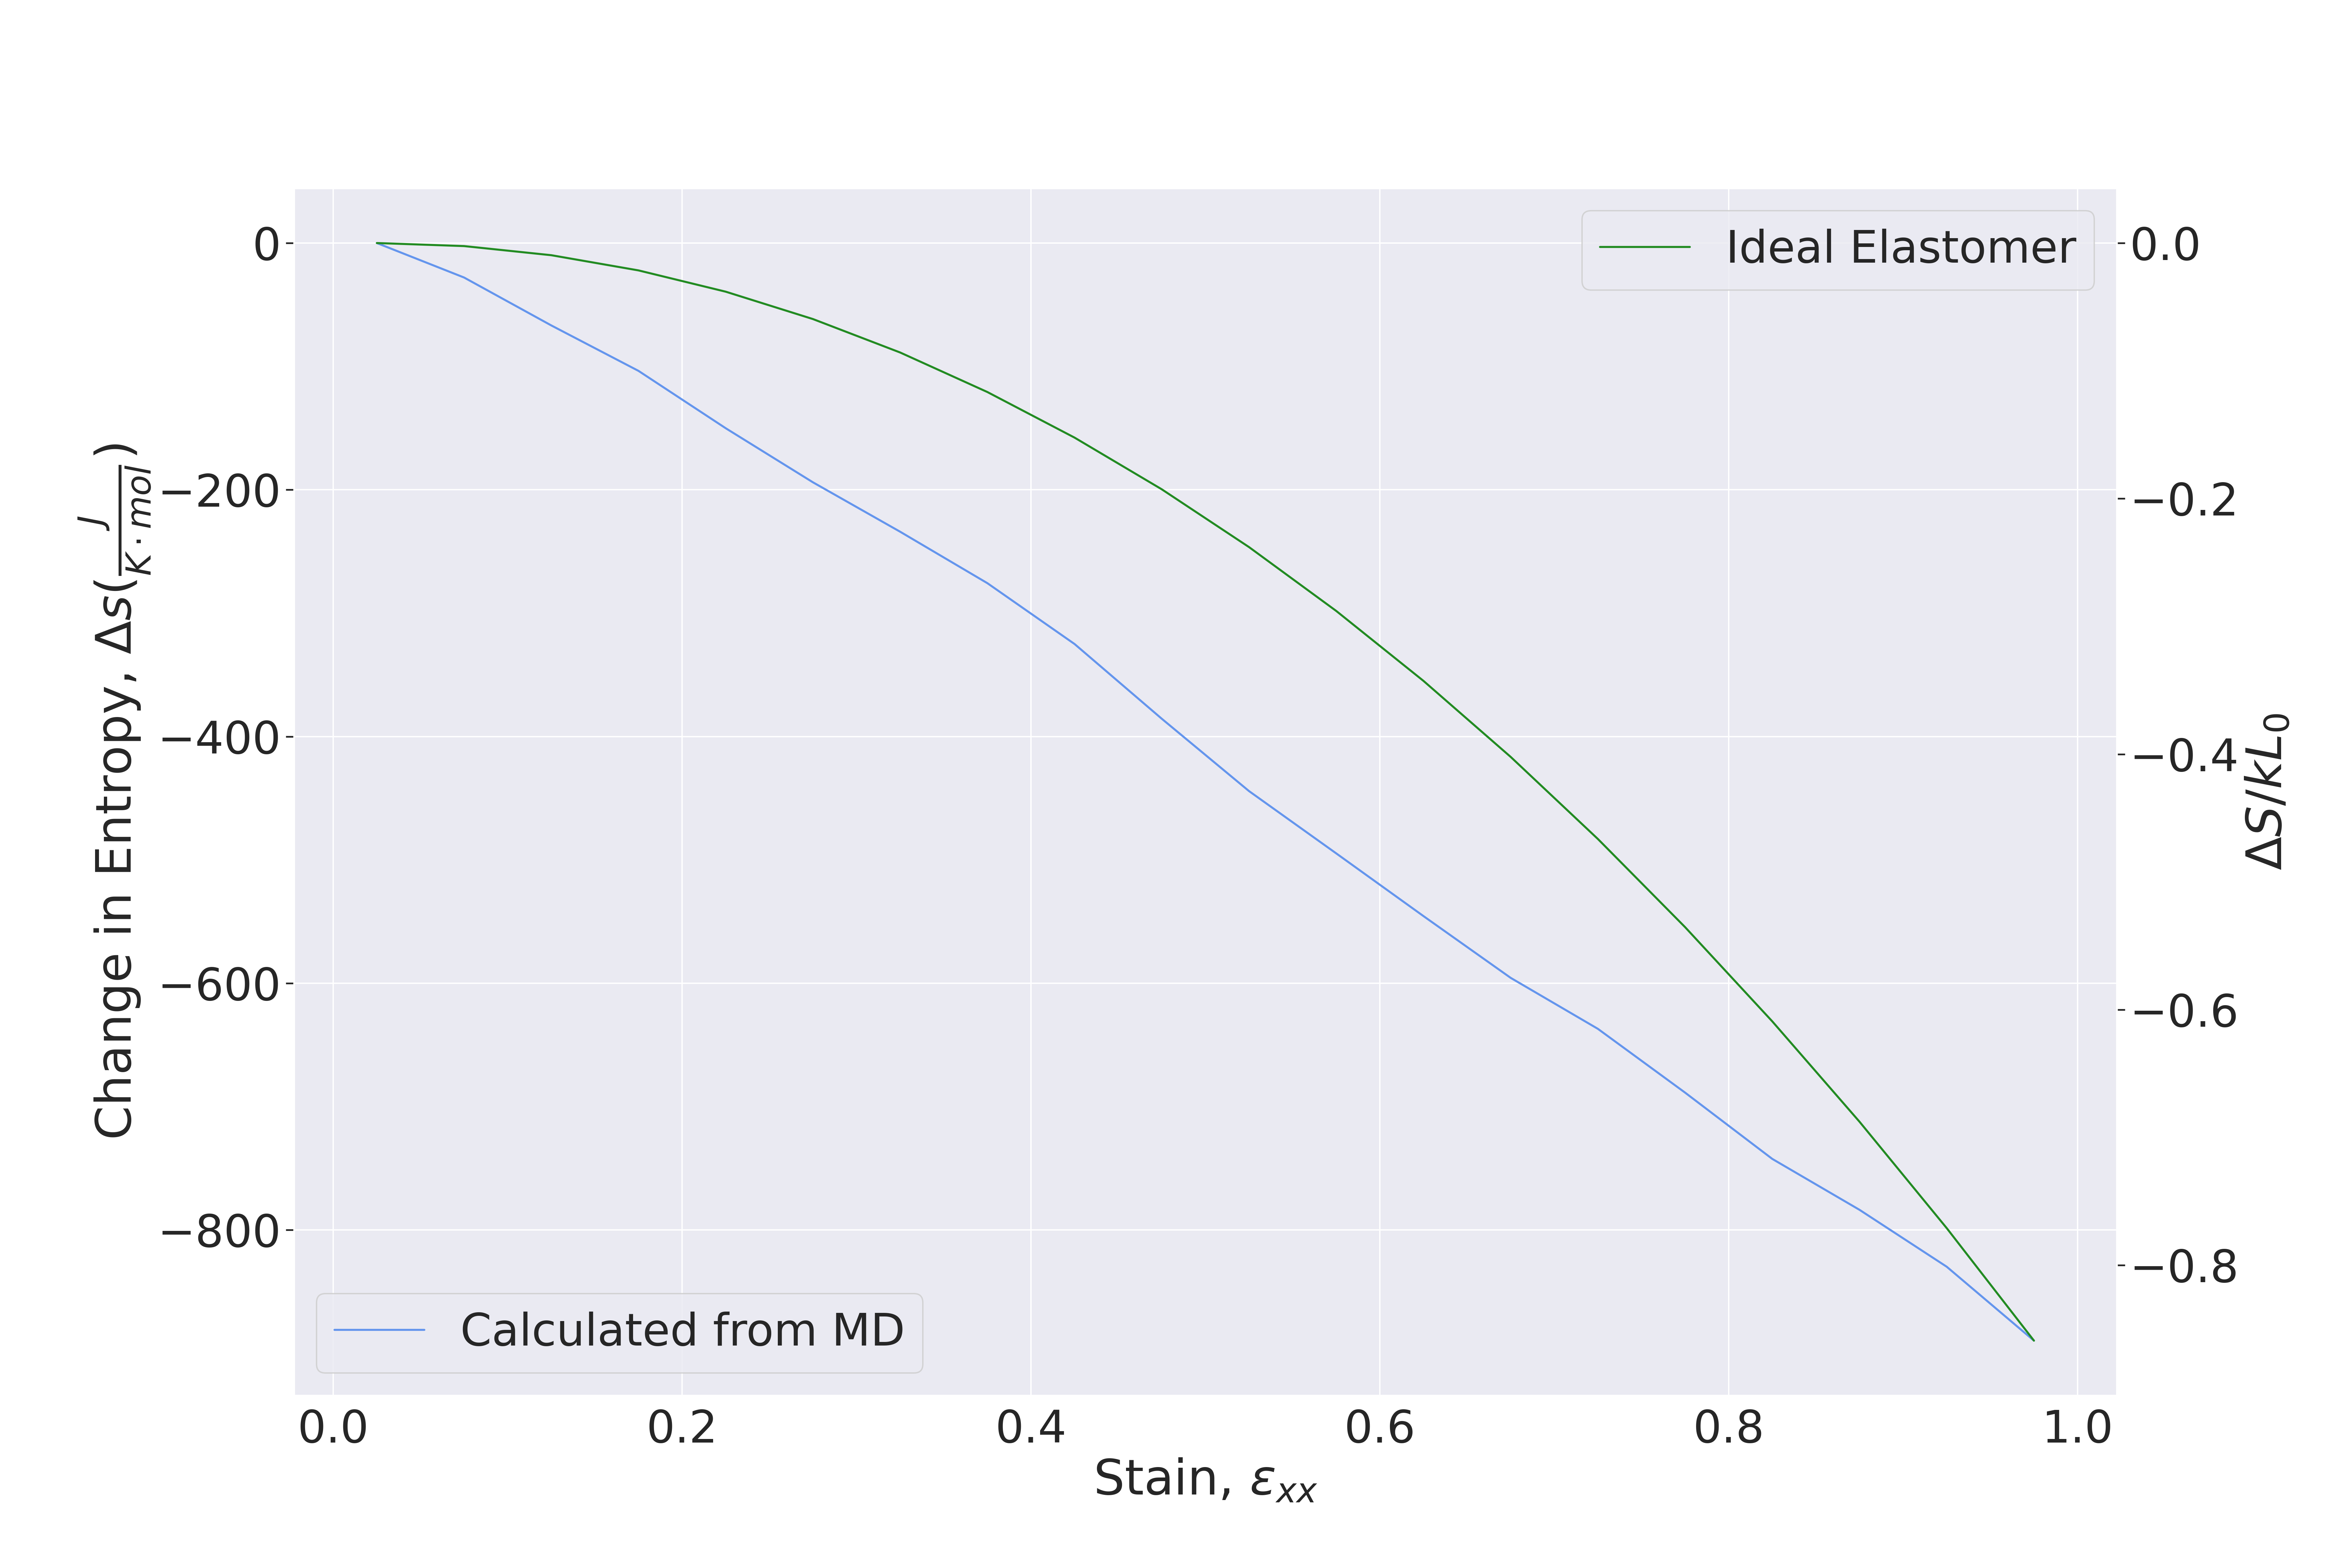 Ideal Elastomer
Calculated from MD
0
−200
−400
−600
−800
0.0
−0.2
−0.4
−0.6
−0.8
0.0 0.2 0.4 0.6 0.8 1.0
Stain, εxx
Change in Entropy, Δs(J/K · mol)
ΔS/kL0